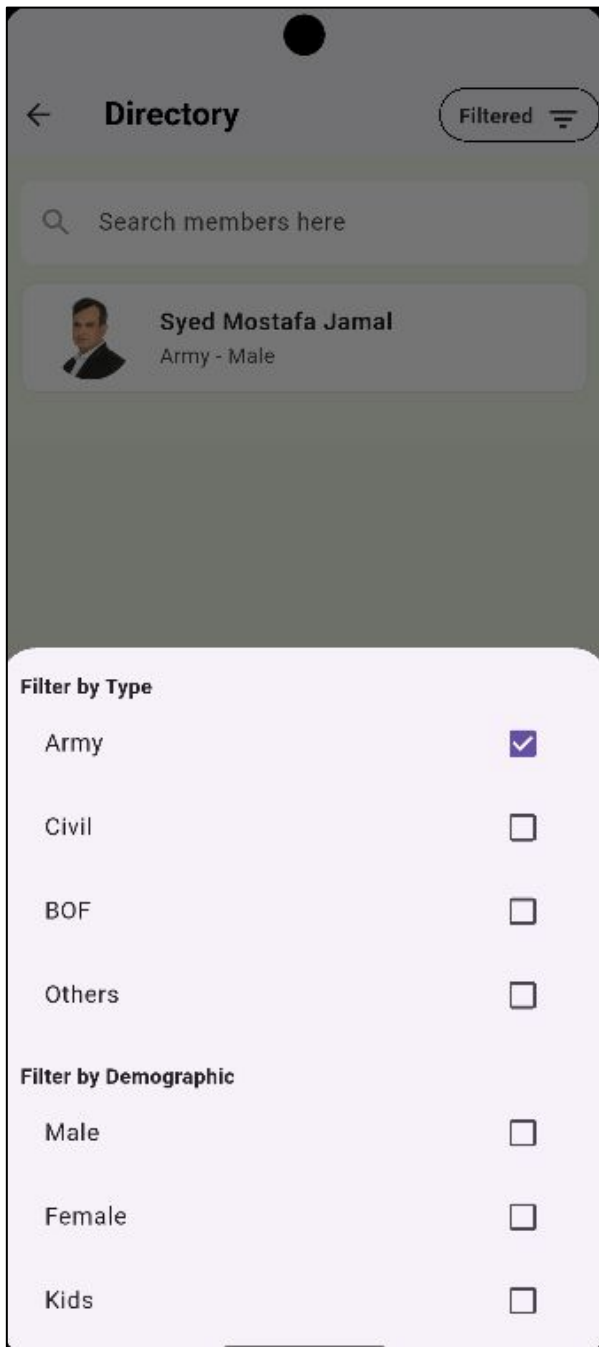 Directory
Filtered
Search members here
Syed Mostafa Jamal
Army - Male
Filter by Type
Army
Civil
BOF
Others
Filter by Demographic
Male
Female
Kids